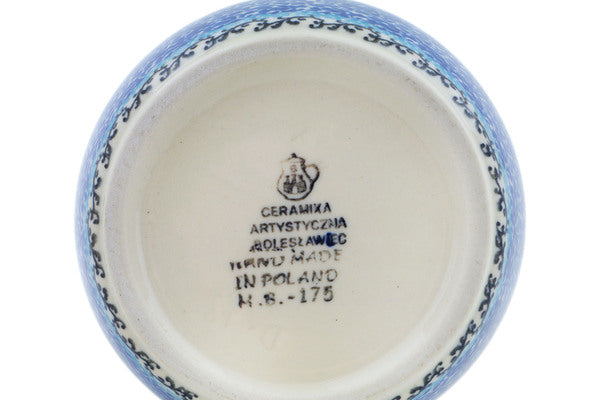 CERAMIKA
ARTYSTYCZNA
BOLESŁAWIEC
HAND MADE
IN POLAND
M.B.-175